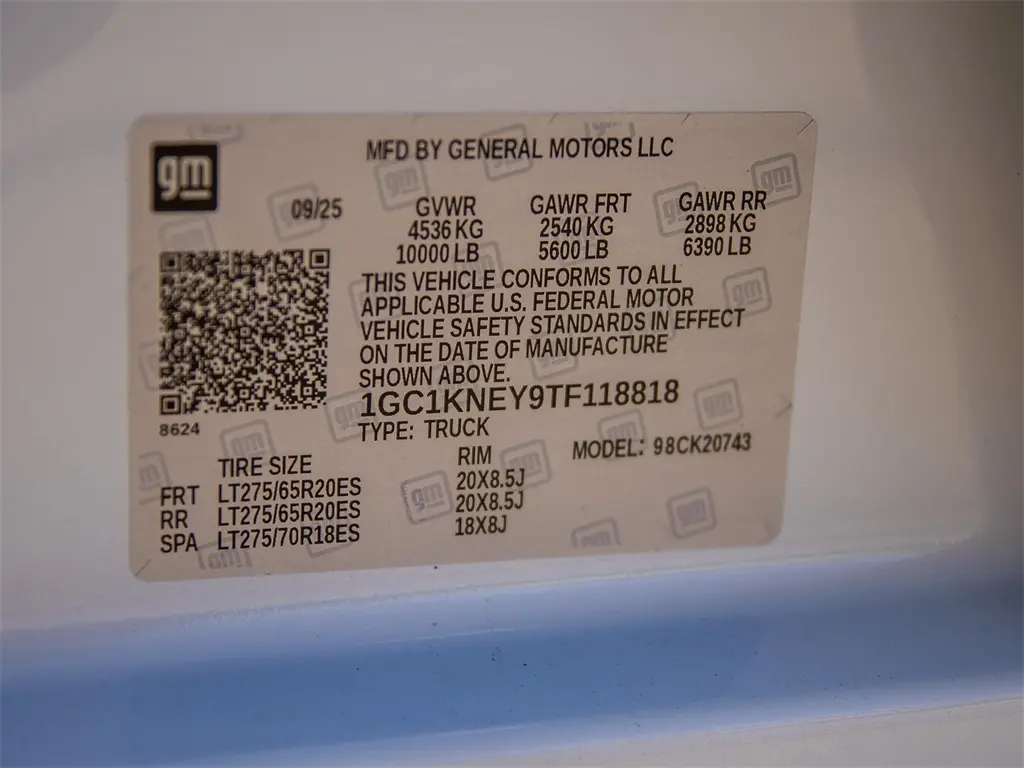 gm
MFD BY GENERAL MOTORS LLC
09/25 GVWR GAWR FRT GAWR RR
4536 KG 2540 KG 2898 KG
10000 LB 5600 LB 6390 LB
THIS VEHICLE CONFORMS TO ALL
APPLICABLE U.S. FEDERAL MOTOR
VEHICLE SAFETY STANDARDS IN EFFECT
ON THE DATE OF MANUFACTURE
SHOWN ABOVE.
1GC1KNEY9TF118818
8624
TYPE: TRUCK
MODEL: 98CK20743
TIRE SIZE RIM
FRT LT275/65R20ES 20X8.5J
RR LT275/65R20ES 20X8.5J
SPA LT275/70R18ES 18X8J